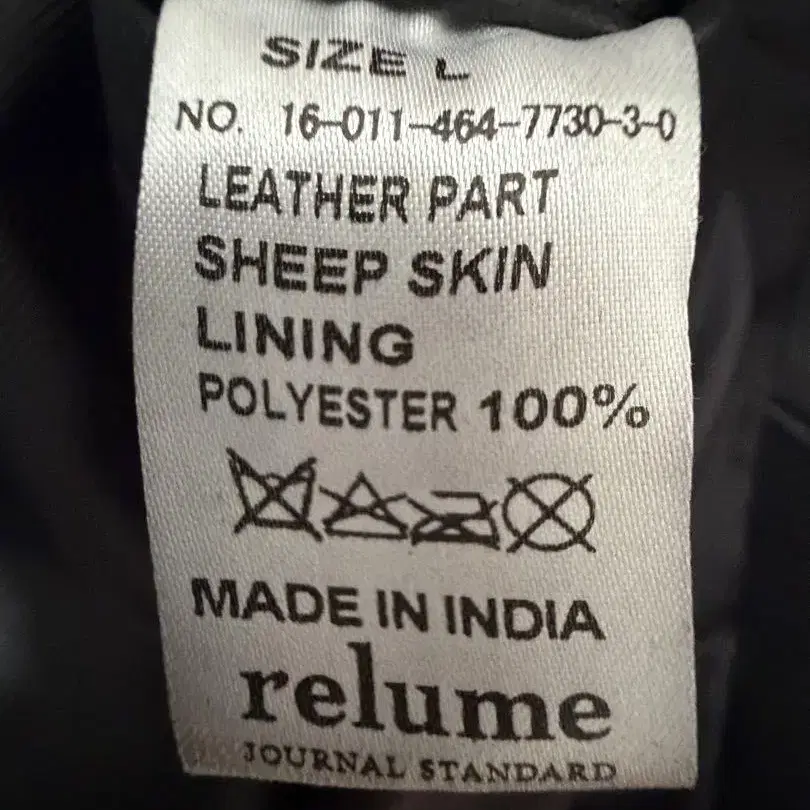 SIZE L
NO. 16-011-464-7730-3-0
LEATHER PART
SHEEP SKIN
LINING
POLYESTER 100%
MADE IN INDIA
relume
JOURNAL STANDARD